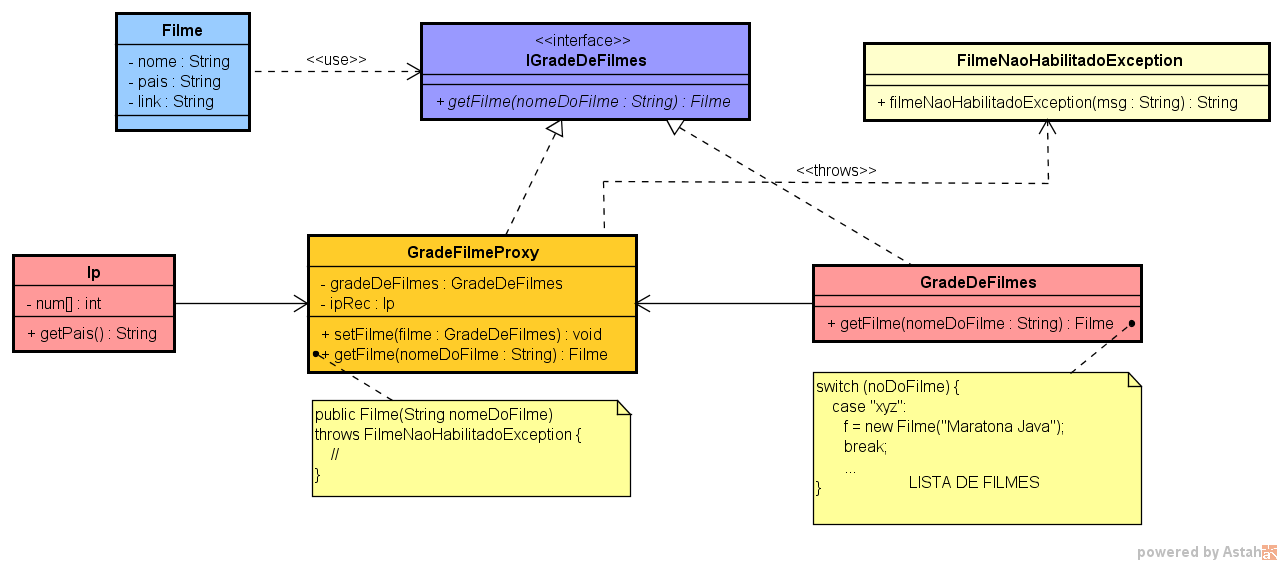 Filme
- nome : String
- pais : String
- link : String
<<use>>
<<interface>>
IGradeDeFilmes
+ getFilme(nomeDoFilme : String) : Filme
FilmeNaoHabilitadoException
+ filmeNaoHabilitadoException(msg : String) : String
<<throws>>
Ip
- num[] : int
+ getPais() : String
GradeFilmeProxy
- gradeDeFilmes : GradeDeFilmes
- ipRec : Ip
+ setFilme(filme : GradeDeFilmes) : void
+ getFilme(nomeDoFilme : String) : Filme
GradeDeFilmes
+ getFilme(nomeDoFilme : String) : Filme
public Filme(String nomeDoFilme)
throws FilmeNaoHabilitadoException {
//
}
switch (noDoFilme) {
case "xyz":
f = new Filme("Maratona Java");
break;
...
}
LISTA DE FILMES
powered by Astah